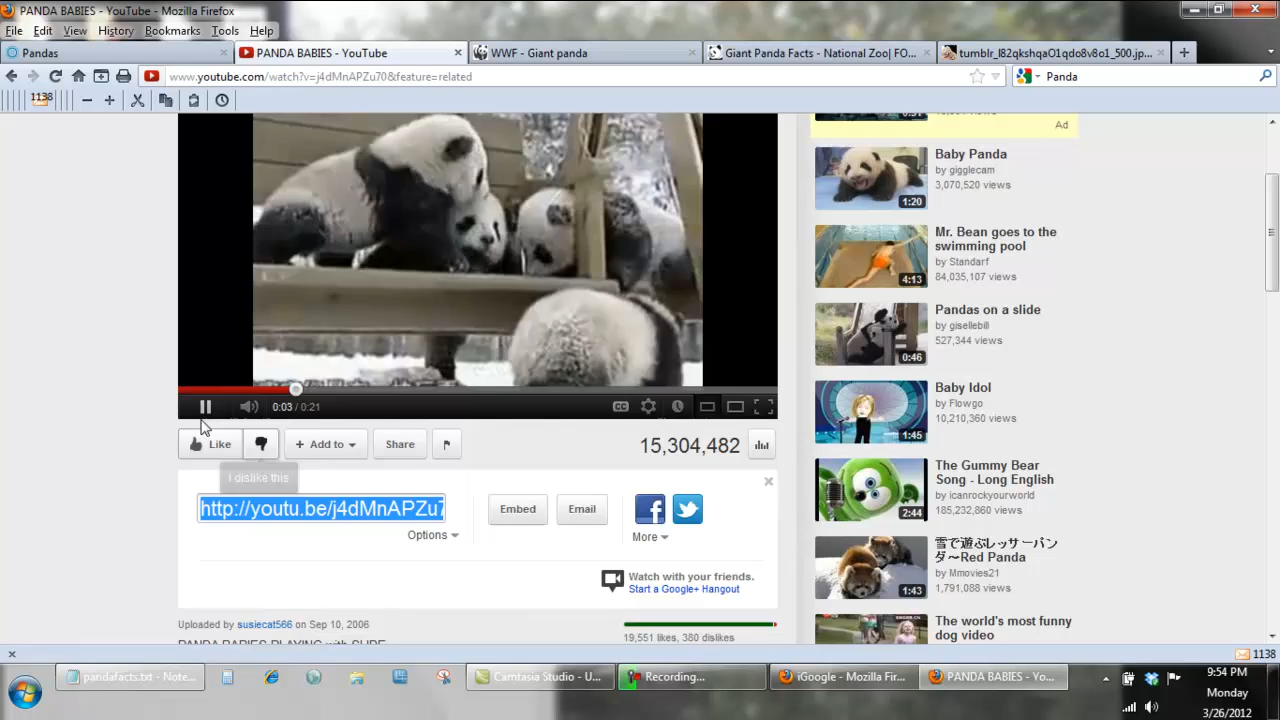 PANDA BABIES - YouTube - Mozilla Firefox
File Edit View History Bookmarks Tools Help
Pandas
PANDA BABIES - YouTube
WWF - Giant panda
Giant Panda Facts - National Zoo| FO...
tumblr_l82qkshqaO1qdo8v8o1_500.jp...
www.youtube.com/watch?v=j4dMnAPZu70&feature=related
Panda
1138
Ad
Baby Panda
by gigglecam
3,070,520 views
1:20
Mr. Bean goes to the
swimming pool
by Standarf
84,035,107 views
4:13
Pandas on a slide
by gisellebill
527,344 views
0:46
Baby Idol
by Flowgo
10,210,360 views
1:45
The Gummy Bear
Song - Long English
by icanrockyourworld
185,232,860 views
2:44
雪で遊ぶレッサーパン
ダ～Red Panda
by Mmovies21
1,791,088 views
1:43
The world's most funny
dog video
0:03 / 0:21
CC
Like
Add to
Share
15,304,482
I dislike this
http://youtu.be/j4dMnAPZu7
Embed
Email
Options
More
Watch with your friends.
Start a Google+ Hangout
Uploaded by susiecat566 on Sep 10, 2006
19,551 likes, 380 dislikes
PANDA BABIES PLAYING with SLIDE
1138
pandafacts.txt - Note...
Camtasia Studio - U...
Recording...
iGoogle - Mozilla Fir...
PANDA BABIES - Yo...
9:54 PM
Monday
3/26/2012